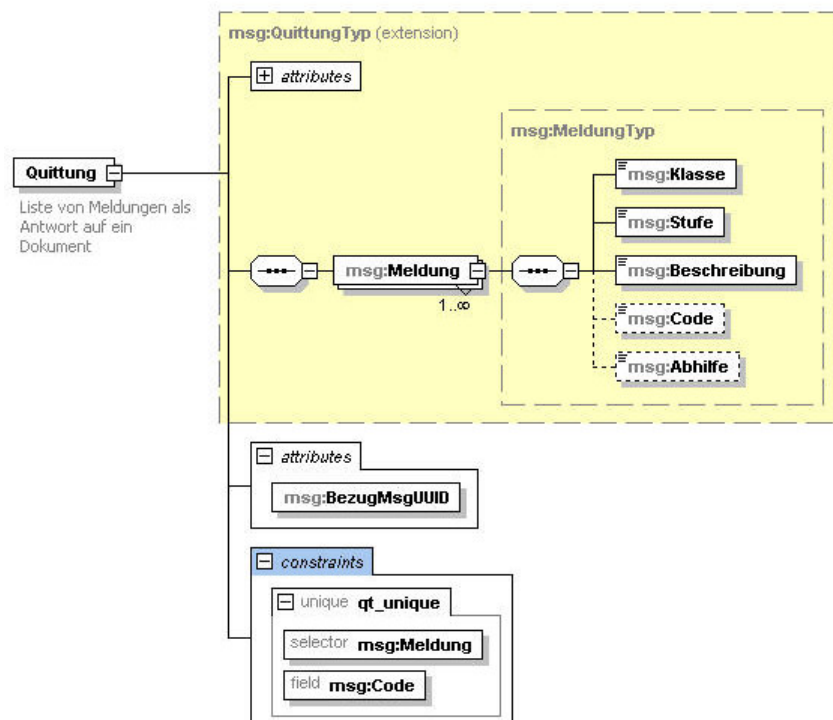 msg:QuittungTyp (extension)
attributes
msg:MeldungTyp
Quittung
Liste von Meldungen als
Antwort auf ein
Dokument
msg:Klasse
msg:Stufe
msg:Meldung
1..∞
msg:Beschreibung
msg:Code
msg:Abhilfe
attributes
msg:BezugMsgUUID
constraints
unique qt_unique
selector msg:Meldung
field msg:Code